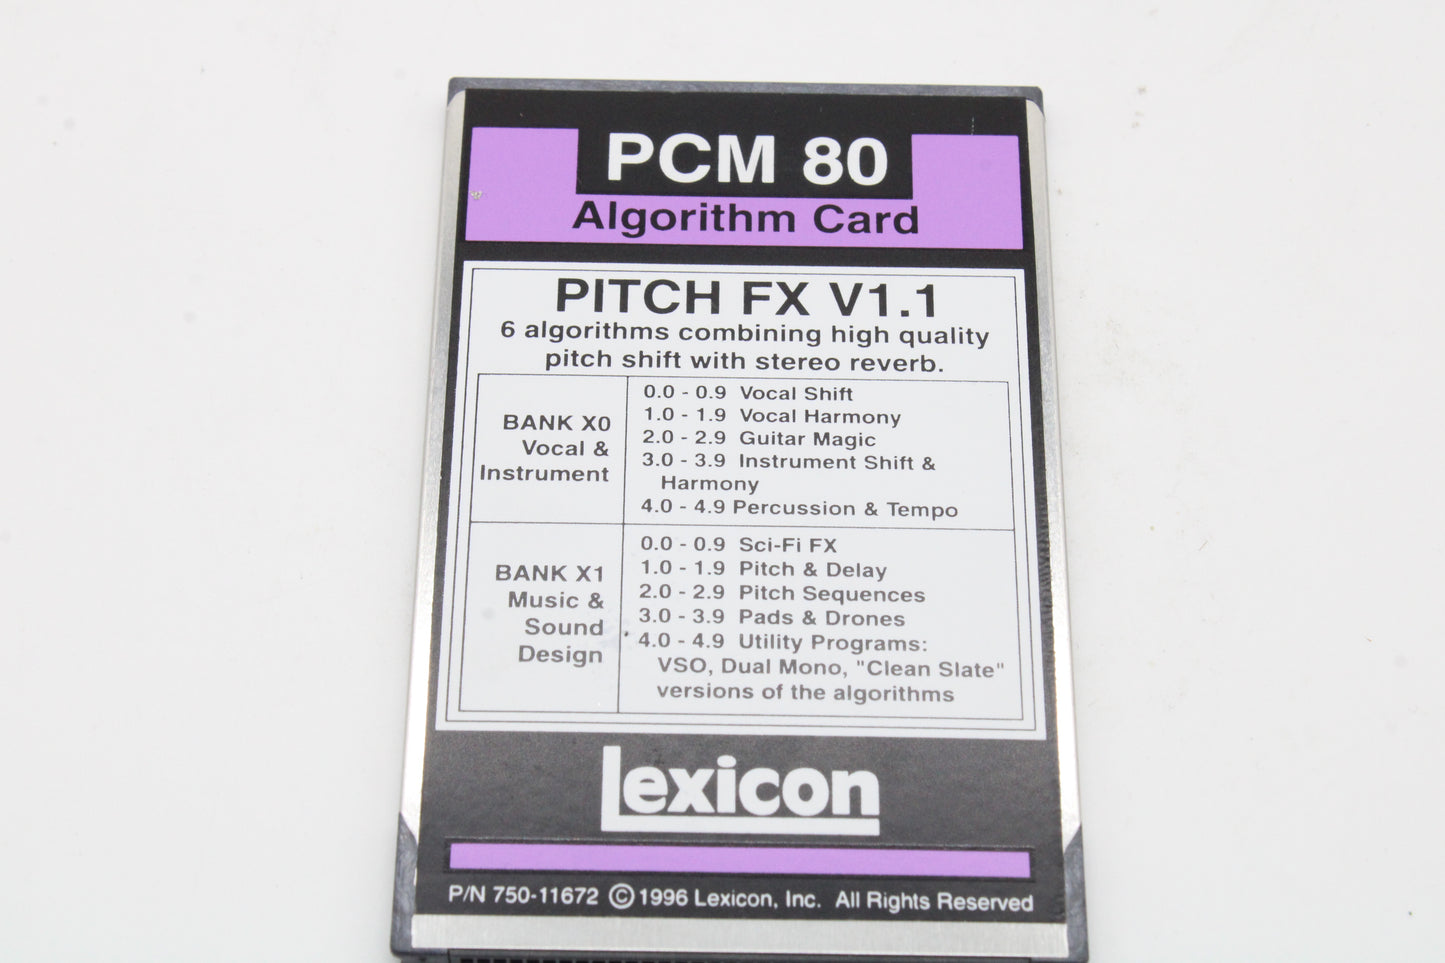 PCM 80
Algorithm Card
PITCH FX V1.1
6 algorithms combining high quality
pitch shift with stereo reverb.
BANK X0
Vocal &
Instrument
0.0 - 0.9 Vocal Shift
1.0 - 1.9 Vocal Harmony
2.0 - 2.9 Guitar Magic
3.0 - 3.9 Instrument Shift &
Harmony
4.0 - 4.9 Percussion & Tempo
BANK X1
Music &
Sound
Design
0.0 - 0.9 Sci-Fi FX
1.0 - 1.9 Pitch & Delay
2.0 - 2.9 Pitch Sequences
3.0 - 3.9 Pads & Drones
4.0 - 4.9 Utility Programs:
VSO, Dual Mono, "Clean Slate"
versions of the algorithms
Lexicon
P/N 750-11672 ©1996 Lexicon, Inc. All Rights Reserved